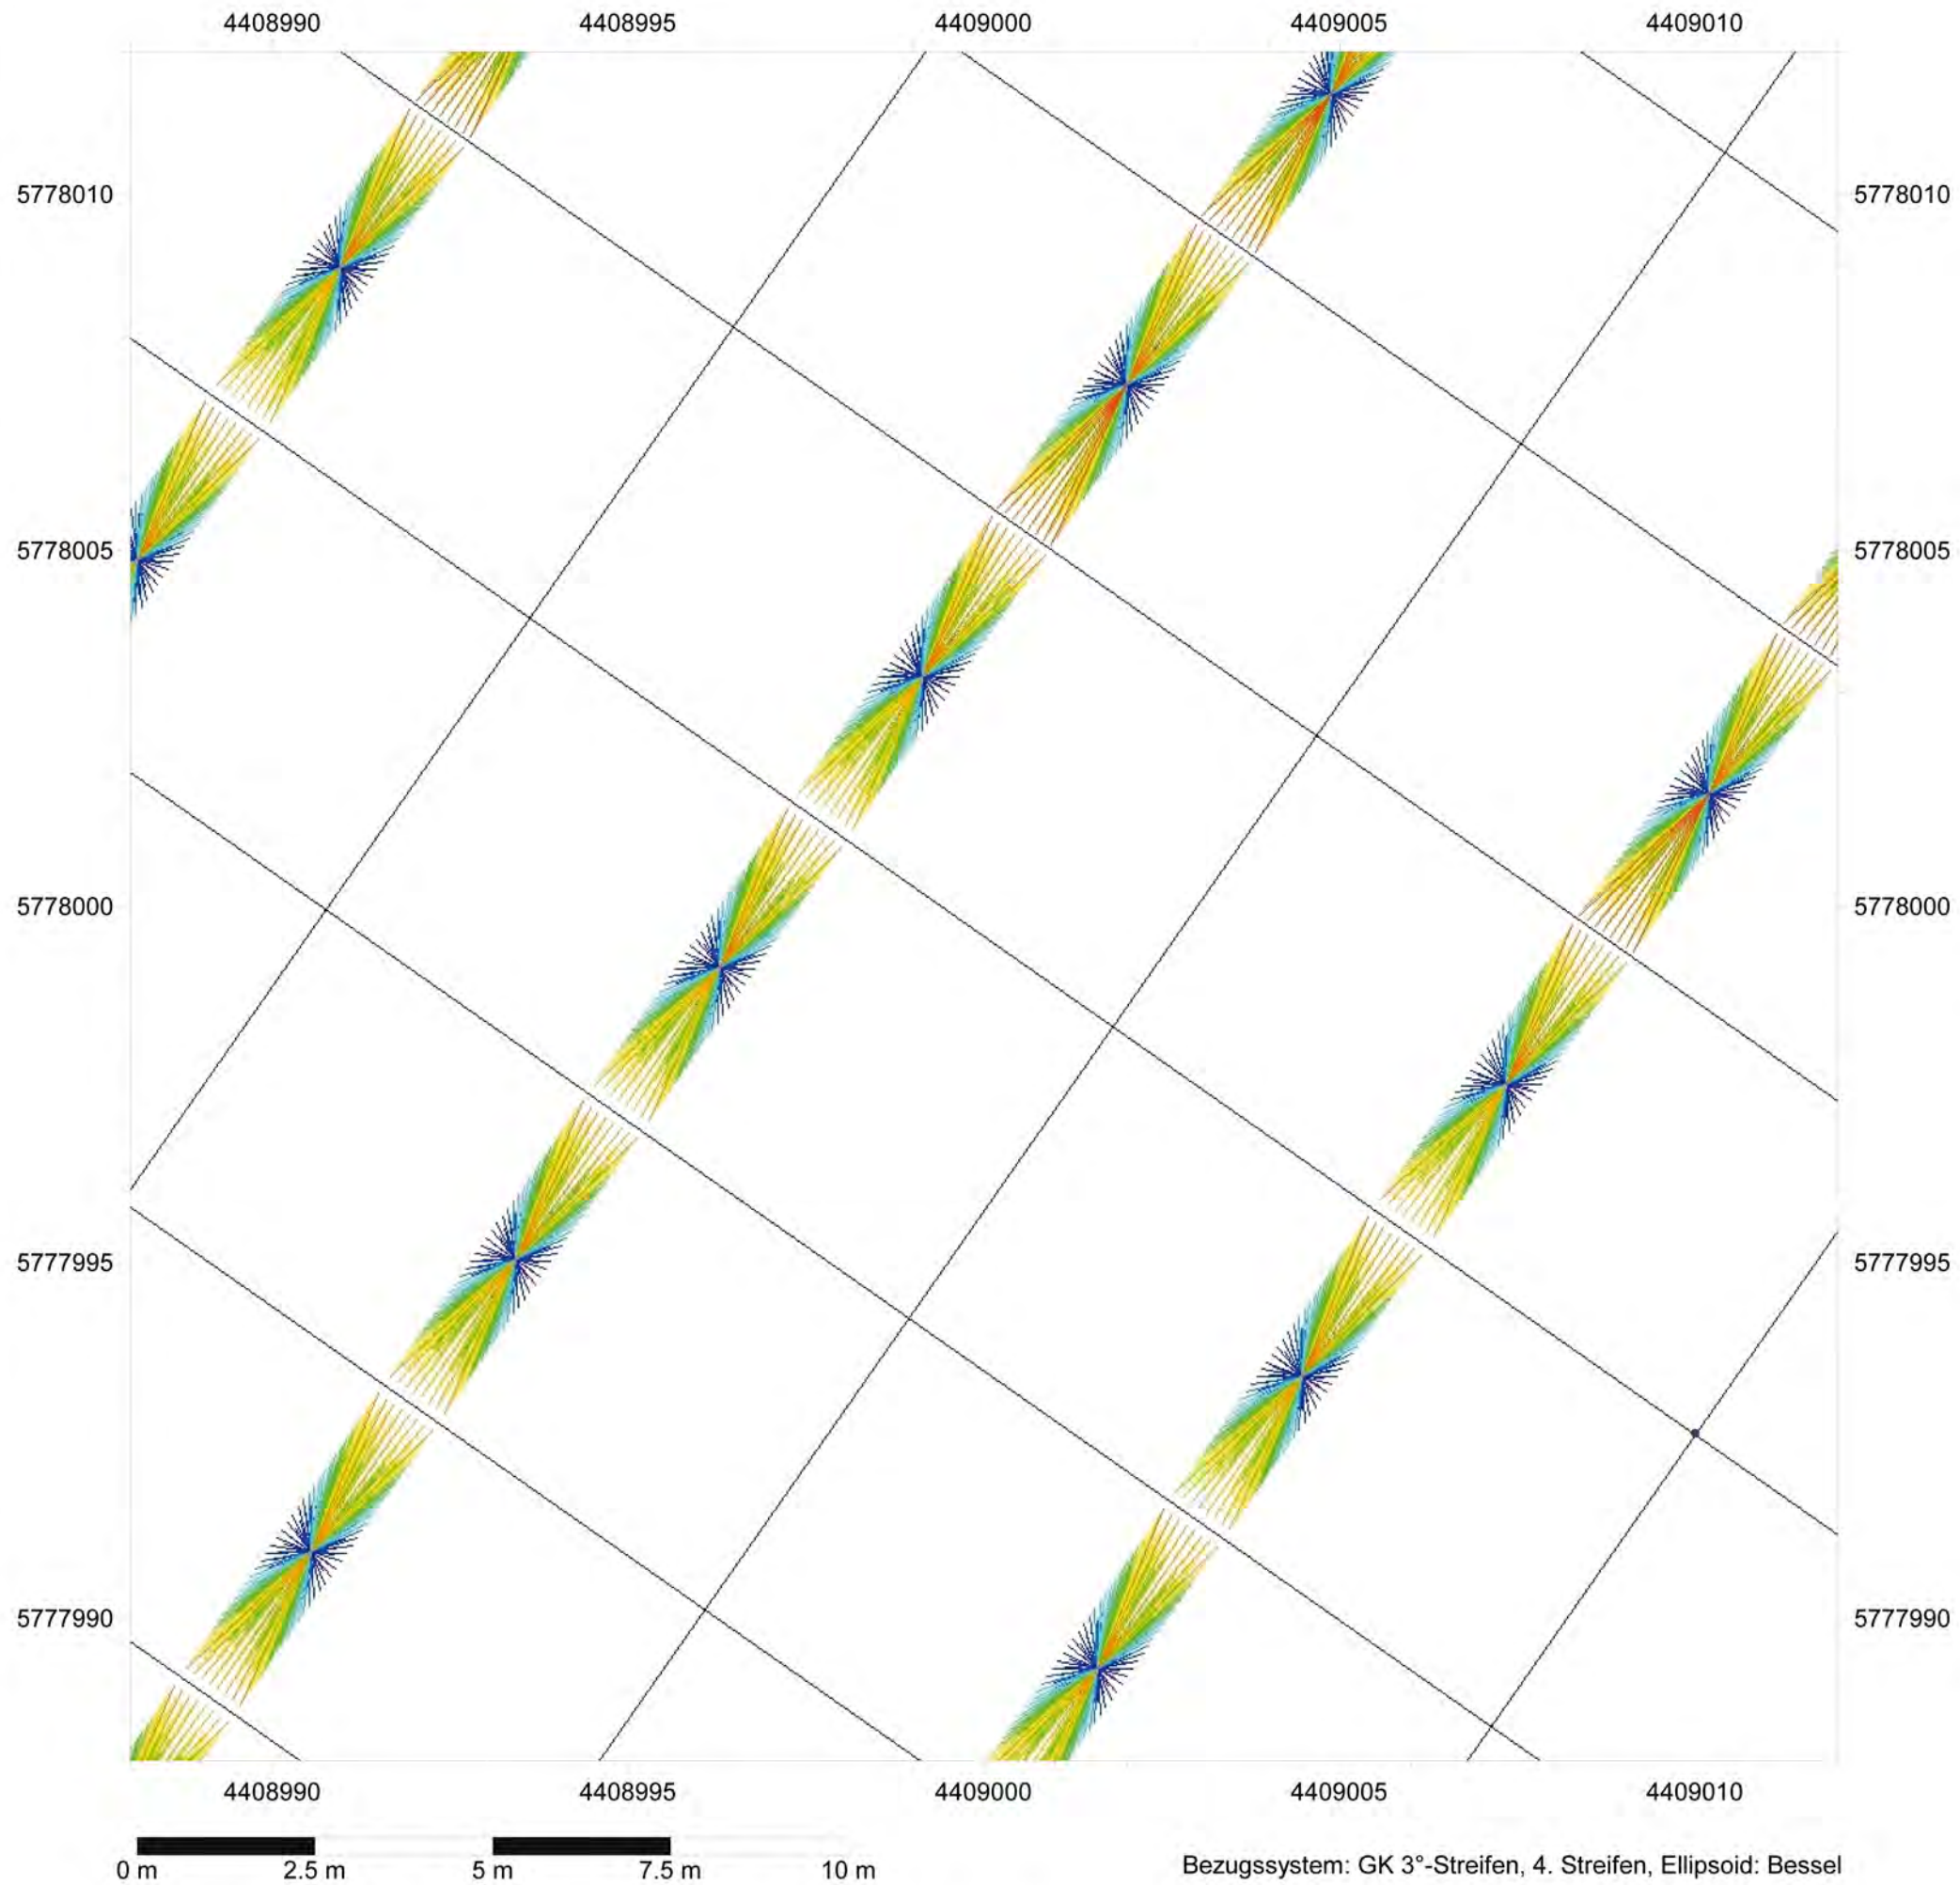 4408990 4408995 4409000 4409005 4409010
5778010 5778010
5778005 5778005
5778000 5778000
5777995 5777995
5777990 5777990
4408990 4408995 4409000 4409005 4409010
0 m 2.5 m 5 m 7.5 m 10 m
Bezugssystem: GK 3°-Streifen, 4. Streifen, Ellipsoid: Bessel